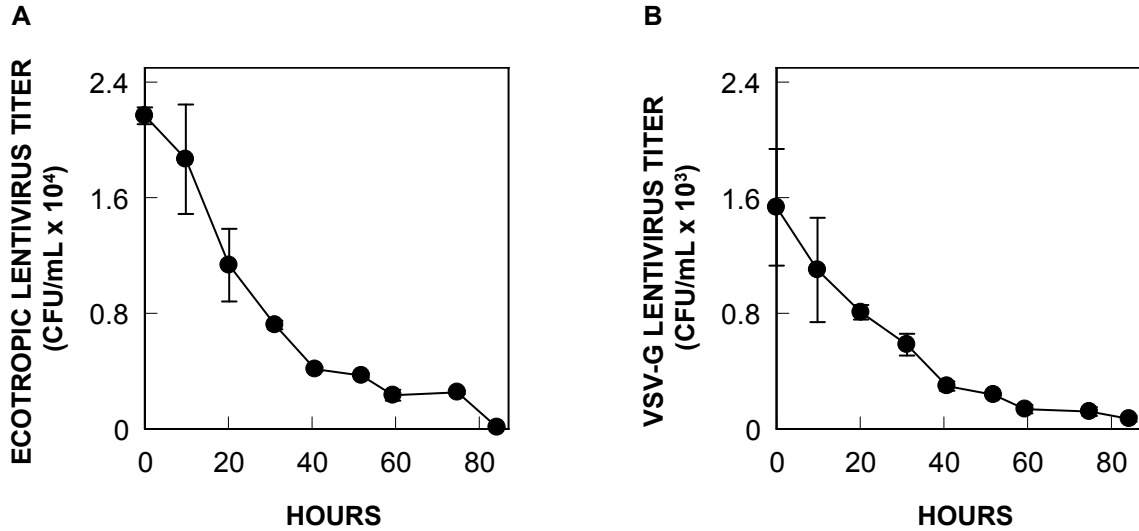 A
ECOTROPIC LENTIVIRUS TITER
(CFU/mL x 10⁴)
2.4
1.6
0.8
0
0
20
40
60
80
HOURS
B
VSV-G LENTIVIRUS TITER
(CFU/mL x 10³)
2.4
1.6
0.8
0
0
20
40
60
80
HOURS